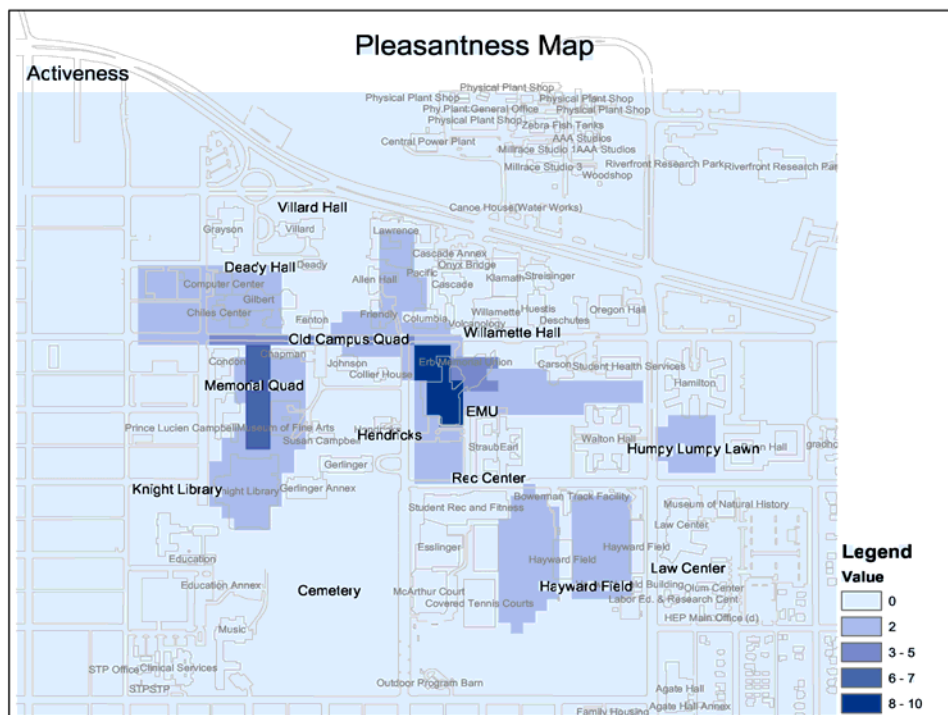 Pleasantness Map
Activeness
Physical Plant Shop
Physical Plant Shop
Physical Plant Shop
Phy.Plant General Office
Physical Plant Shop
Physical Plant Shop
Zebra Fish Tanks
AAA Studios
Central Power Plant
Millrace Studio 1
AAA Studios
Millrace Studio 3
Woodshop
Riverfront Research Park
Riverfront Research Park
Villard Hall
Canoe House(Water Works)
Grayson
Villard
Lawrence
Cascade Annex
Onyx Bridge
Deady Hall
Deady
Pacific
Klamath
Streisinger
Computer Center
Allen Hall
Cascade
Gilbert
Chiles Center
Fenton
Friendly
Columbia
Willamette
Huestis
Oregon Hall
Volcanology
Deschutes
Old Campus Quad
Willamette Hall
Condon
Chapman
Johnson
Collier House
Carson
Student Health Services
Memorial Quad
Hamilton
EMU
Prince Lucien Campbell
Museum of Fine Arts
Susan Campbell
Hendricks
Straub
Earl
Walton Hall
Humpy Lumpy Lawn
Gerlinger
Rec Center
Knight Library
Knight Library
Gerlinger Annex
Bowerman Track Facility
Student Rec and Fitness
Museum of Natural History
Law Center
Esslinger
Hayward Field
Hayward Field
Education
Law Center
Education Annex
Cemetery
McArthur Court
Hayward Field
Building
Olum Center
Covered Tennis Courts
Labor Ed. & Research Cent
HEP Main Office (d)
Music
STP Office
Clinical Services
STP
STP
Outdoor Program Barn
Agate Hall
Family Housing
Agate Hall Annex
Legend
Value
0
2
3 - 5
6 - 7
8 - 10